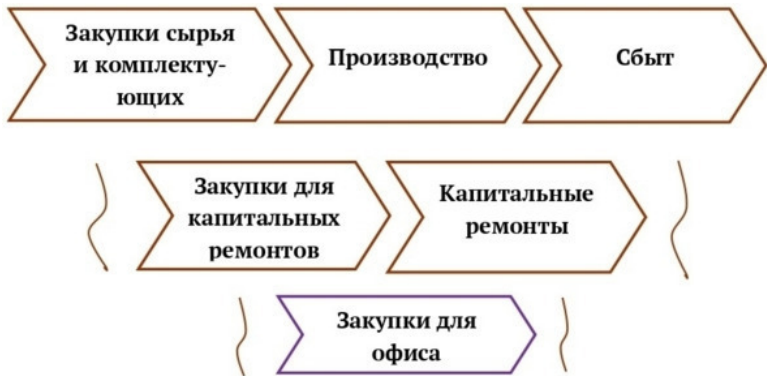 Закупки сырья
и комплекту-
ющих
Производство
Сбыт
Закупки для
капитальных
ремонтов
Капитальные
ремонты
Закупки для
офиса